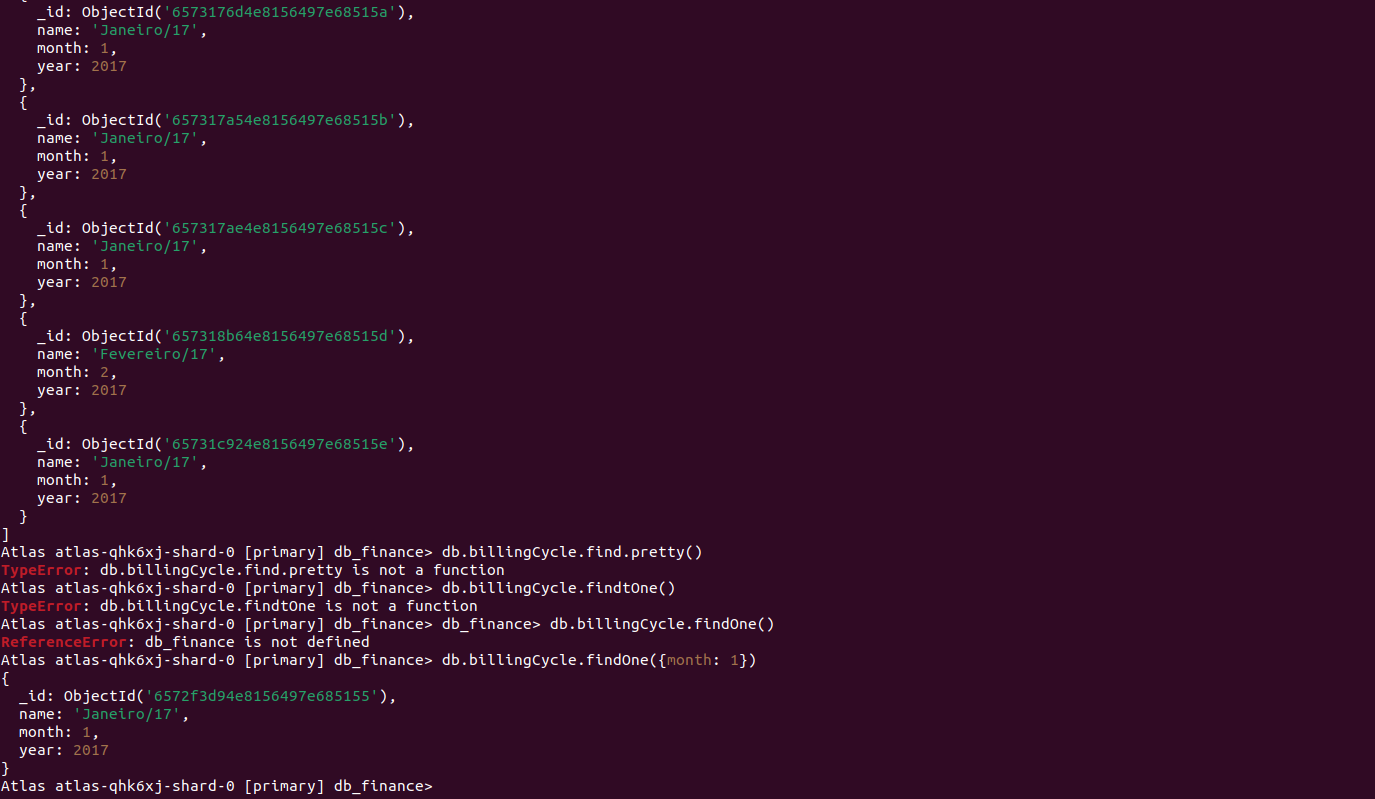 {
_id: ObjectId('6573176d4e8156497e68515a'),
name: 'Janeiro/17',
month: 1,
year: 2017
},
{
_id: ObjectId('657317a54e8156497e68515b'),
name: 'Janeiro/17',
month: 1,
year: 2017
},
{
_id: ObjectId('657317ae4e8156497e68515c'),
name: 'Janeiro/17',
month: 1,
year: 2017
},
{
_id: ObjectId('657318b64e8156497e68515d'),
name: 'Fevereiro/17',
month: 2,
year: 2017
},
{
_id: ObjectId('65731c924e8156497e68515e'),
name: 'Janeiro/17',
month: 1,
year: 2017
}
]
Atlas atlas-qhk6xj-shard-0 [primary] db_finance> db.billingCycle.find.pretty()
TypeError: db.billingCycle.find.pretty is not a function
Atlas atlas-qhk6xj-shard-0 [primary] db_finance> db.billingCycle.findtOne()
TypeError: db.billingCycle.findtOne is not a function
Atlas atlas-qhk6xj-shard-0 [primary] db_finance> db_finance> db.billingCycle.findOne()
ReferenceError: db_finance is not defined
Atlas atlas-qhk6xj-shard-0 [primary] db_finance> db.billingCycle.findOne({month: 1})
{
_id: ObjectId('6572f3d94e8156497e685155'),
name: 'Janeiro/17',
month: 1,
year: 2017
}
Atlas atlas-qhk6xj-shard-0 [primary] db_finance>